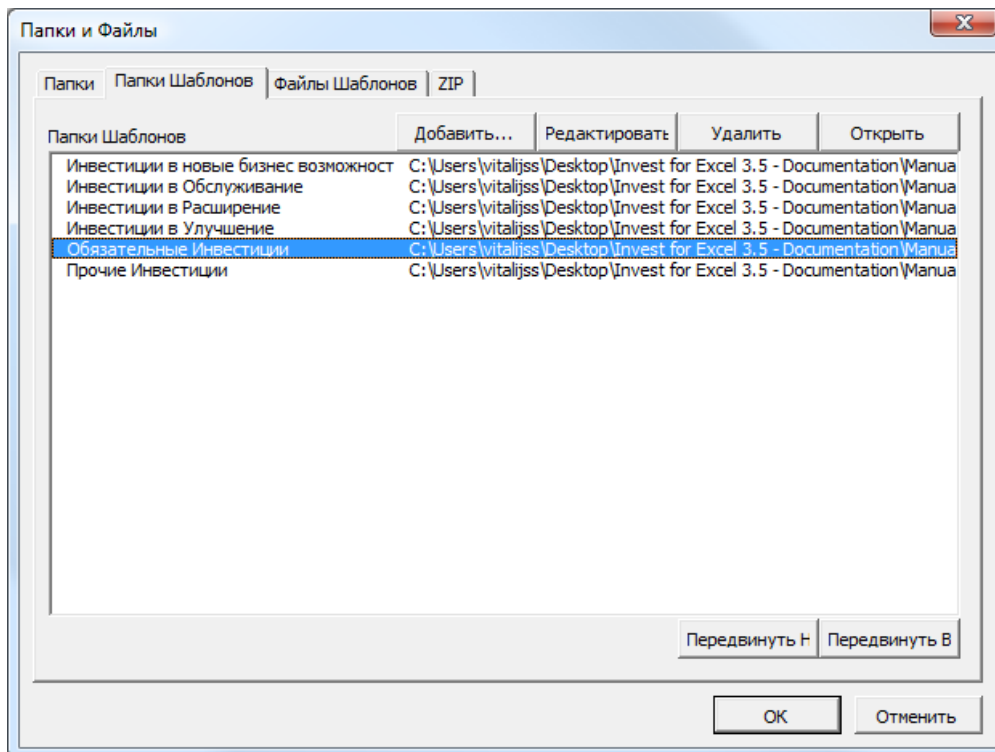 Папки и Файлы
Папки Папки Шаблонов Файлы Шаблонов ZIP
Папки Шаблонов Добавить... Редактировать Удалить Открыть
Инвестиции в новые бизнес возможност C:\Users\vitalijss\Desktop\Invest for Excel 3.5 - Documentation\Manua
Инвестиции в Обслуживание C:\Users\vitalijss\Desktop\Invest for Excel 3.5 - Documentation\Manua
Инвестиции в Расширение C:\Users\vitalijss\Desktop\Invest for Excel 3.5 - Documentation\Manua
Инвестиции в Улучшение C:\Users\vitalijss\Desktop\Invest for Excel 3.5 - Documentation\Manua
Обязательные Инвестиции C:\Users\vitalijss\Desktop\Invest for Excel 3.5 - Documentation\Manua
Прочие Инвестиции C:\Users\vitalijss\Desktop\Invest for Excel 3.5 - Documentation\Manua
Передвинуть Н Передвинуть В
ОК Отменить